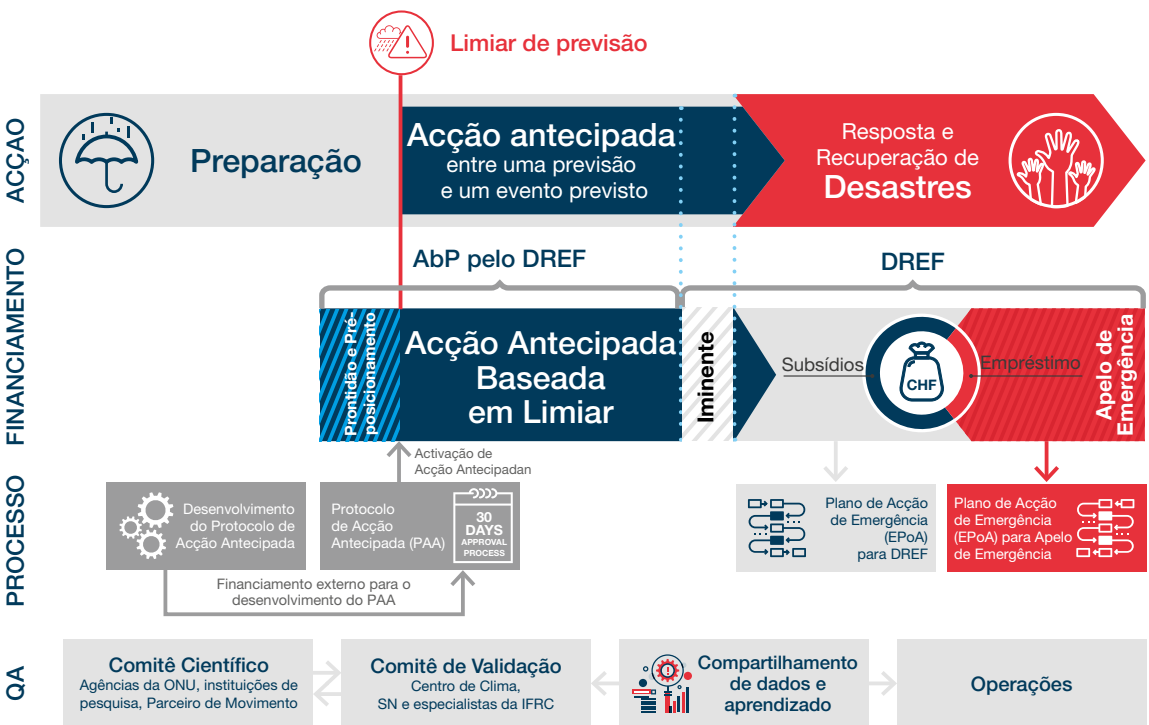 Limiar de previsão
ACÇAO
Preparação
Acção antecipada
entre uma previsão
e um evento previsto
Resposta e
Recuperação de
Desastres
FINANCIAMENTO
AbP pelo DREF
DREF
Prontidão e Pré-
posicionamento
Acção Antecipada
Baseada
em Limiar
Iminente
Subsídios
CHF
Empréstimo
Apelo de
Emergência
Activação de
Acção Antecipadan
PROCESSO
Desenvolvimento
do Protocolo de
Acção Antecipada
Protocolo
de Acção
Antecipada (PAA)
30
DAYS
APPROVAL
PROCESS
Financiamento externo para o
desenvolvimento do PAA
Plano de Acção
de Emergência
(EPoA)
para DREF
Plano de Acção
de Emergência
(EPoA) para Apelo
de Emergência
QA
Comitê Científico
Agências da ONU, instituições de
pesquisa, Parceiro de Movimento
Comitê de Validação
Centro de Clima,
SN e especialistas da IFRC
Compartilhamento
de dados e
aprendizado
Operações